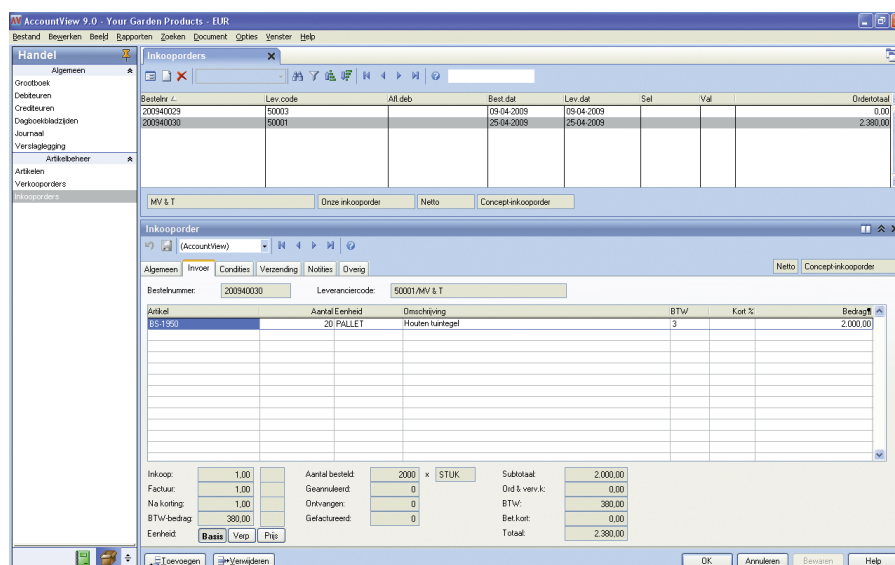 AccountView 9.0 - Your Garden Products - EUR
Bestand Bewerken Beeld Rapporten Zoeken Document Opties Venster Help
Handel
Algemeen
Grootboek
Debiteuren
Crediteuren
Dagboekbladzijden
Journaal
Verslaglegging
Artikelbeheer
Artikelen
Verkooporders
Inkooporders
Inkooporders
Bestelnr Lev.code Afl.deb Best.dat Lev.dat Sel Val Ordertotaal
200940029 50003 09-04-2009 09-04-2009 0,00
200940030 50001 25-04-2009 25-04-2009 2.380,00
MV & T Onze inkooporder Netto Concept-inkooporder
Inkooporder
(AccountView)
Algemeen Invoer Condities Verzending Notities Overig Netto Concept-inkooporder
Bestelnummer: 200940030 Leveranciercode: 50001/MV & T
Artikel Aantal Eenheid Omschrijving BTW Kort % Bedrag¶
BS-1950 20 PALLET Houten tuintegel 3 2.000,00
Inkoop: 1,00 Aantal besteld: 2000 x STUK Subtotaal: 2.000,00
Factuur: 1,00 Geannuleerd: 0 Ord & verv.k: 0,00
Na korting: 1,00 Ontvangen: 0 BTW: 380,00
BTW-bedrag: 380,00 Gefactureerd: 0 Bet.kort: 0,00
Eenheid: Basis Verp Prijs Totaal: 2.380,00
Toevoegen Verwijderen OK Annuleren Bewaren Help